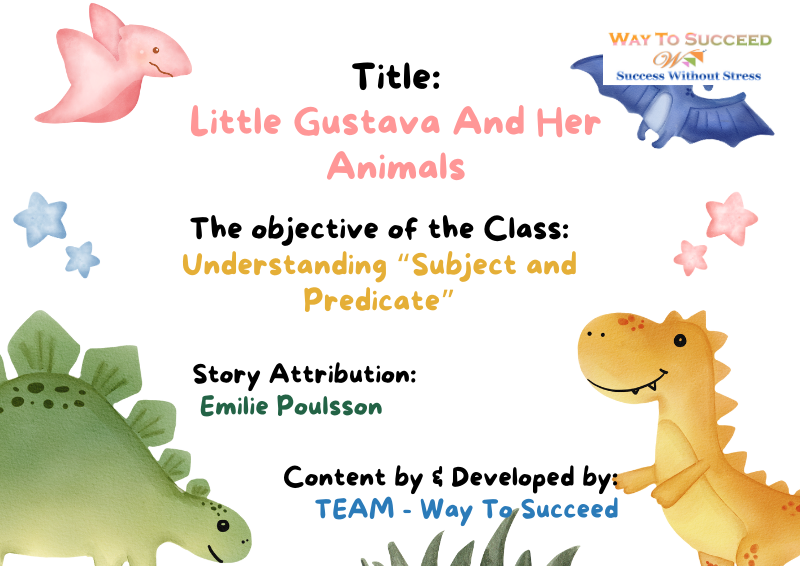 WAY TO SUCCEED
W
Success Without Stress
Title:
Little Gustava And Her
Animals
The objective of the Class:
Understanding “Subject and
Predicate”
Story Attribution:
Emilie Poulsson
Content by & Developed by:
TEAM - Way To Succeed